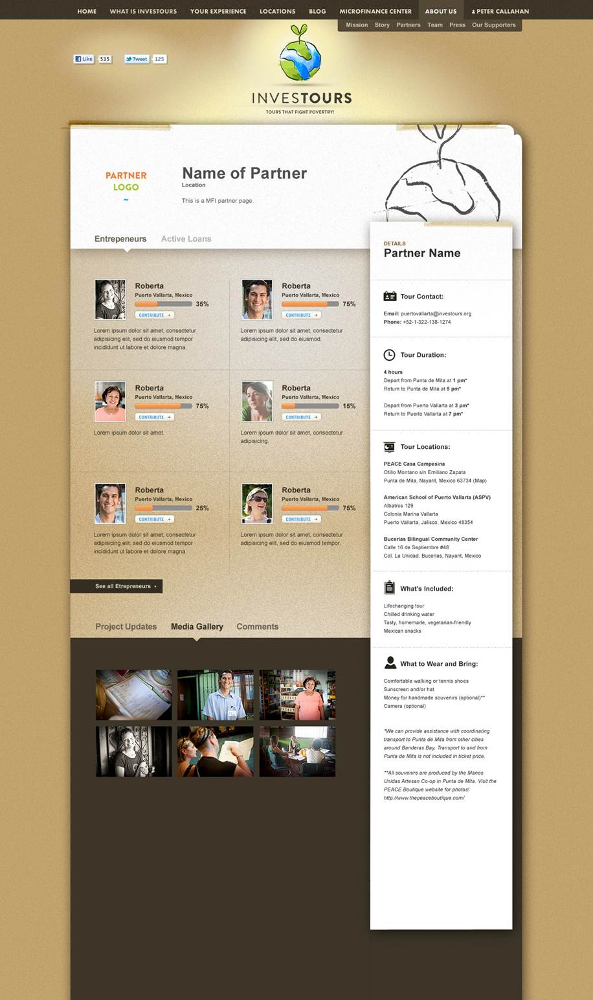 HOME WHAT IS INVESTOURS YOUR EXPERIENCE LOCATIONS BLOG MICROFINANCE CENTER ABOUT US PETER CALLAHAN
Mission Story Partners Team Press Our Supporters
Like 535 Tweet 125
INVESTOURS
TOURS THAT FIGHT POVERTRY!
PARTNER
LOGO
~
Name of Partner
Location
This is a MFI partner page
Entrepeneurs Active Loans
Roberta
Puerto Vallarta, Mexico
35%
CONTRIBUTE
Lorem ipsum dolor sit amet, consectetur
adipisicing elit, sed do eiusmod tempor
incididunt ut labore et dolore magna.
Roberta
Puerto Vallarta, Mexico
75%
CONTRIBUTE
Lorem ipsum dolor sit amet, consectetur
adipisicing elit, sed do eiusmod.
Roberta
Puerto Vallarta, Mexico
75%
CONTRIBUTE
Lorem ipsum dolor sit amet.
Roberta
Puerto Vallarta, Mexico
15%
CONTRIBUTE
Lorem ipsum dolor sit amet, consectetur
adipisicing.
Roberta
Puerto Vallarta, Mexico
25%
CONTRIBUTE
Lorem ipsum dolor sit amet, consectetur
adipisicing elit, sed do eiusmod tempor
incididunt ut labore et dolore magna.
Roberta
Puerto Vallarta, Mexico
75%
CONTRIBUTE
Lorem ipsum dolor sit amet, consectetur
adipisicing elit, sed do eiusmod tempor.
See all Etrepreneurs
Project Updates Media Gallery Comments
DETAILS
Partner Name
Tour Contact:
Email: puertovallarta@investours.org
Phone: +52-1-322-138-1274
Tour Duration:
4 hours
Depart from Punta de Mita at 1 pm*
Return to Punta de Mita at 5 pm*
Depart from Puerto Vallarta at 3 pm*
Return to Puerto Vallarta at 7 pm*
Tour Locations:
PEACE Casa Campesina
Otilio Montano s/n Emiliano Zapata
Punta de Mita, Nayarit, Mexico 63734 (Map)
American School of Puerto Vallarta (ASPV)
Albatros 129
Colonia Marina Vallarta
Puerto Vallarta, Jalisco, Mexico 48354
Bucerias Bilingual Community Center
Calle 16 de Septiembre #48
Col. La Unidad, Bucerias, Nayarit, Mexico
What's Included:
Lifechanging tour
Chilled drinking water
Tasty, homemade, vegetarian-friendly
Mexican snacks
What to Wear and Bring:
Comfortable walking or tennis shoes
Sunscreen and/or hat
Money for handmade souvenirs (optional)**
Camera (optional)
*We can provide assistance with coordinating
transport to Punta de Mita from other cities
around Banderas Bay. Transport to and from
Punta de Mita is not included in ticket price.
**All souvenirs are produced by the Manos
Unidas Artesan Co-op in Punta de Mita. Visit the
PEACE Boutique website for photos!
http://www.thepeaceboutique.com/